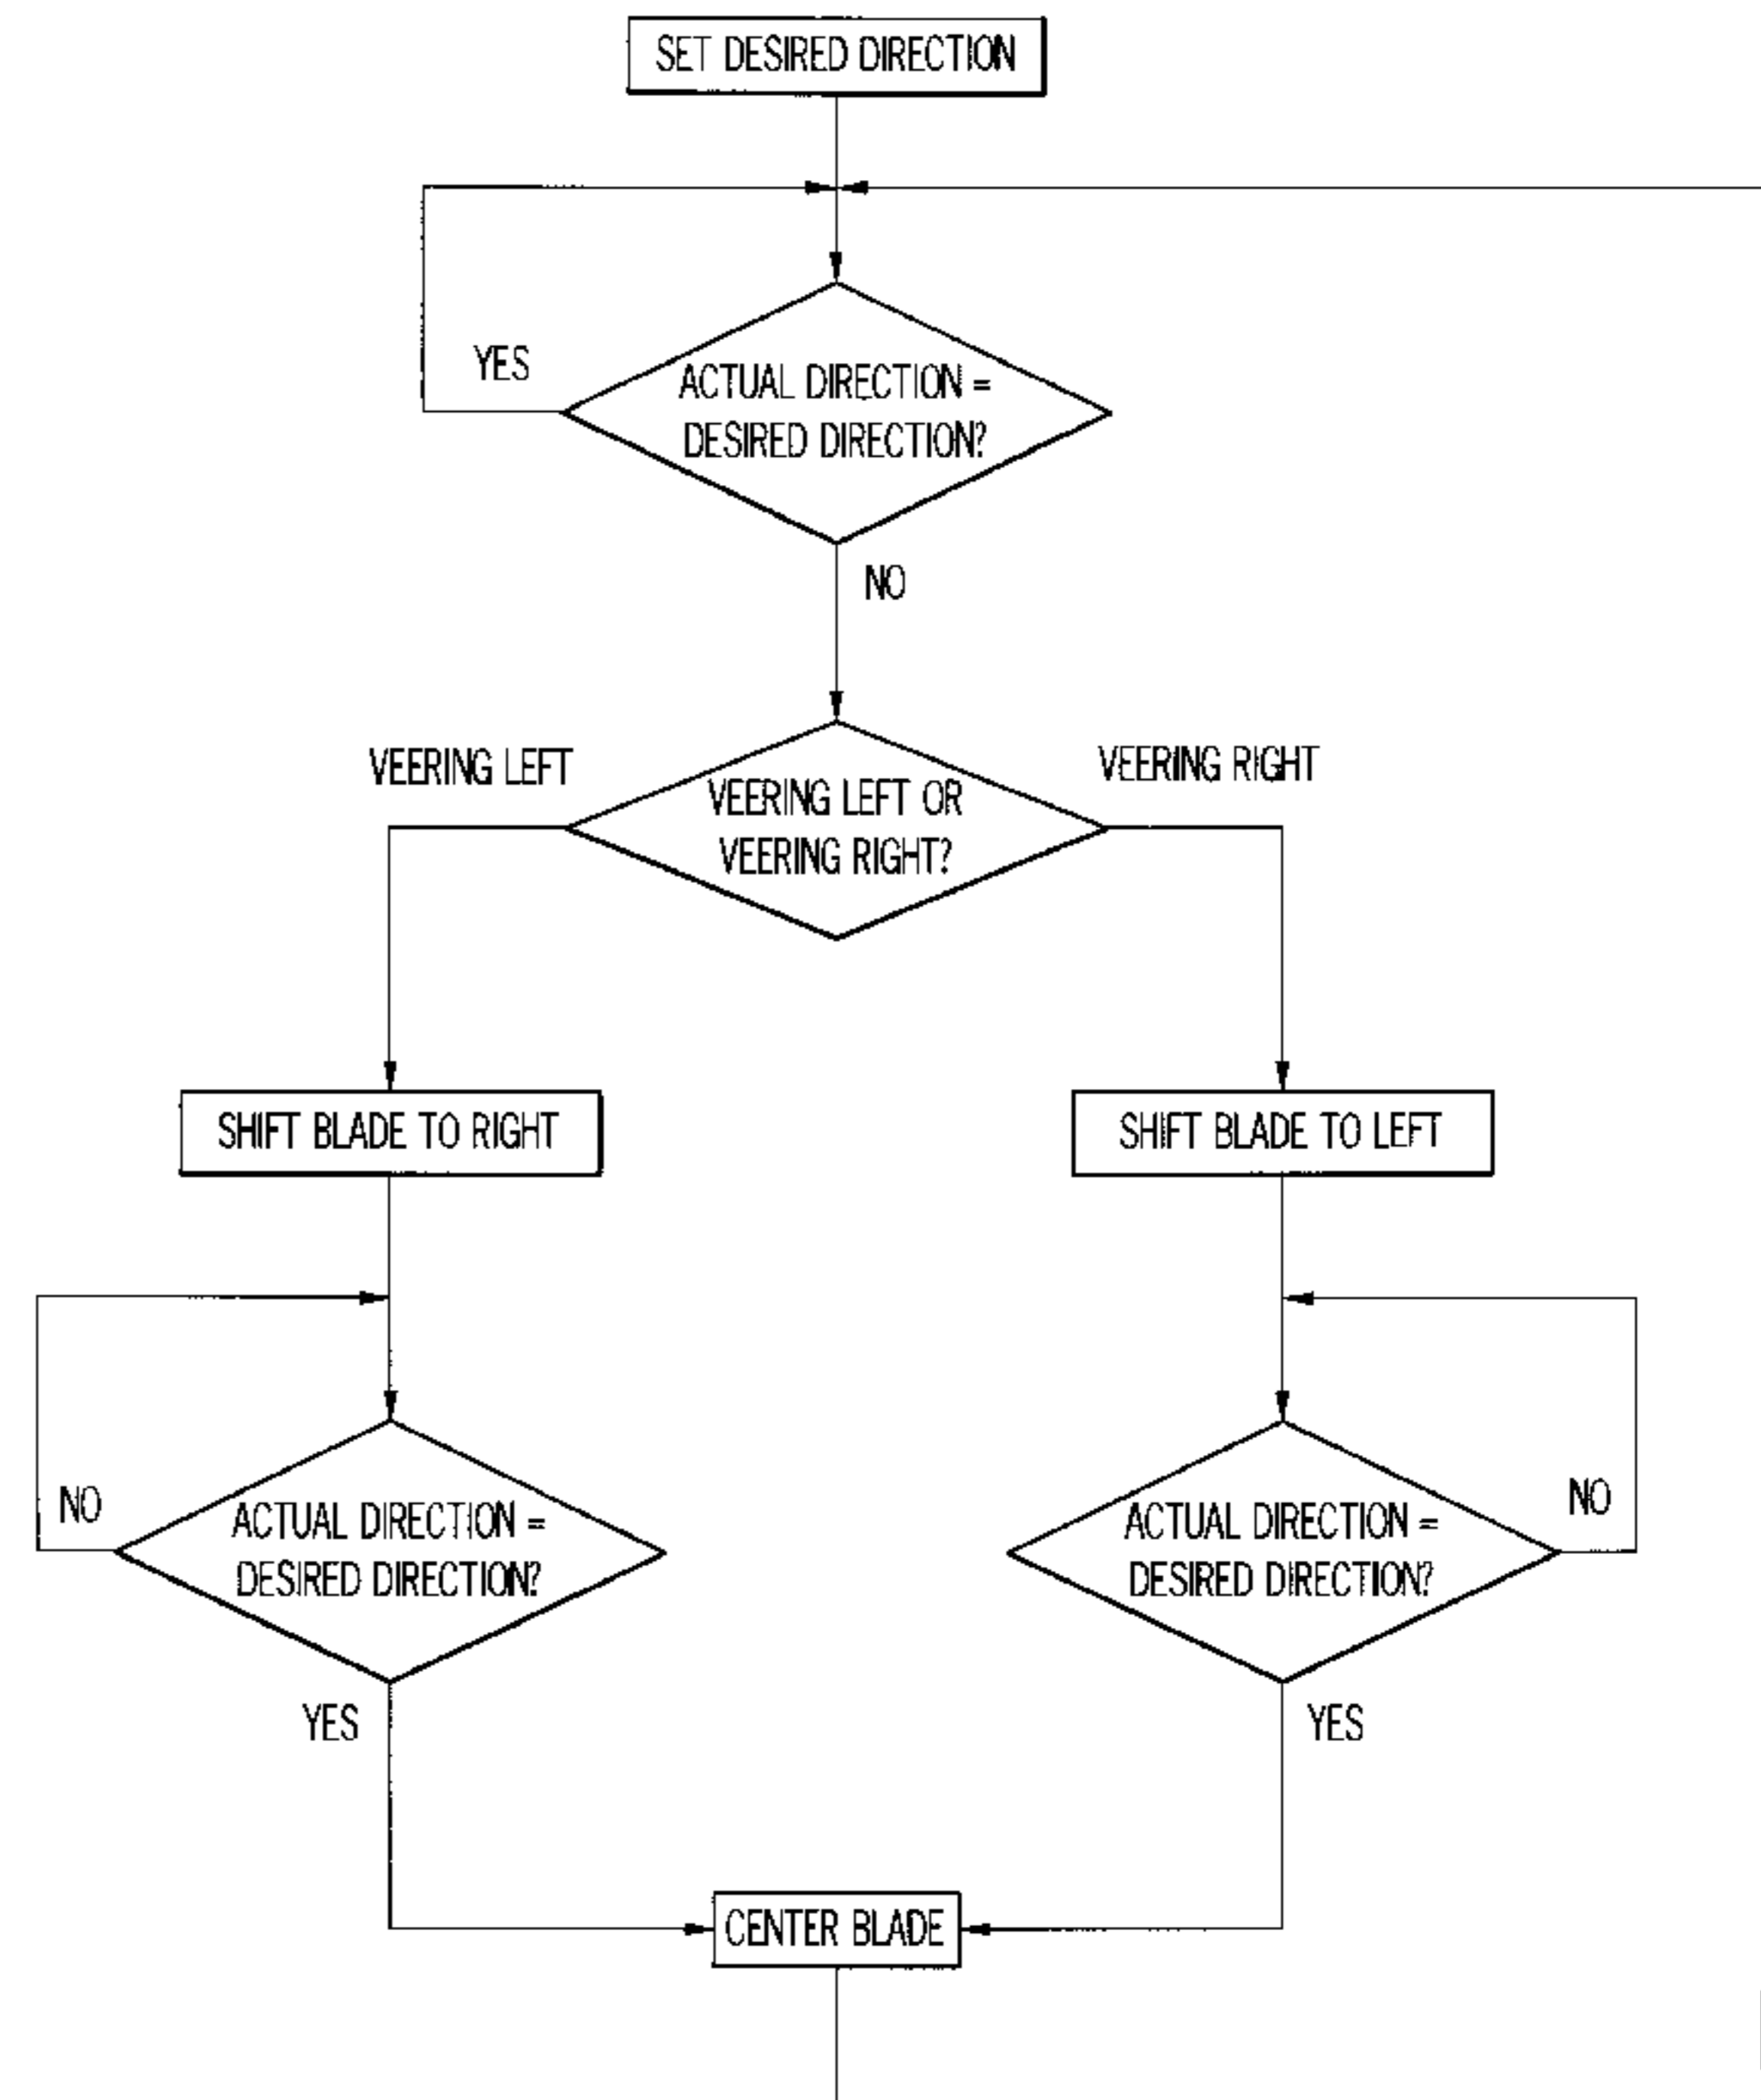 SET DESIRED DIRECTION
YES
ACTUAL DIRECTION =
DESIRED DIRECTION?
NO
VEERING LEFT
VEERING RIGHT
VEERING LEFT OR
VEERING RIGHT?
SHIFT BLADE TO RIGHT
SHIFT BLADE TO LEFT
NO
ACTUAL DIRECTION =
DESIRED DIRECTION?
NO
ACTUAL DIRECTION =
DESIRED DIRECTION?
YES
YES
CENTER BLADE